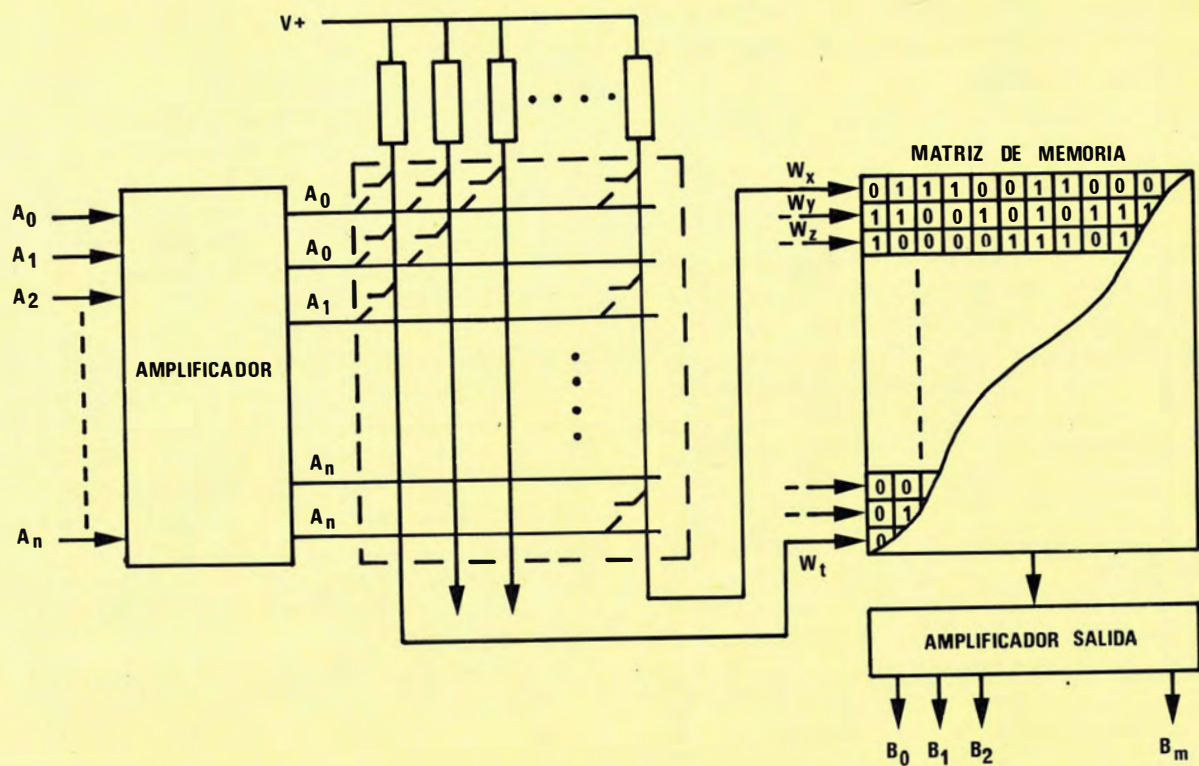 V+
A0
A1
A2
An
AMPLIFICADOR
A0
A0
A1
An
An
MATRIZ DE MEMORIA
Wx
0 1 1 1 0 0 1 1 0 0 0
Wy
1 1 0 0 1 0 1 0 1 1 1
Wz
1 0 0 0 0 1 1 1 0 1
0 0
0 1
Wt
0
AMPLIFICADOR SALIDA
B0 B1 B2 Bm